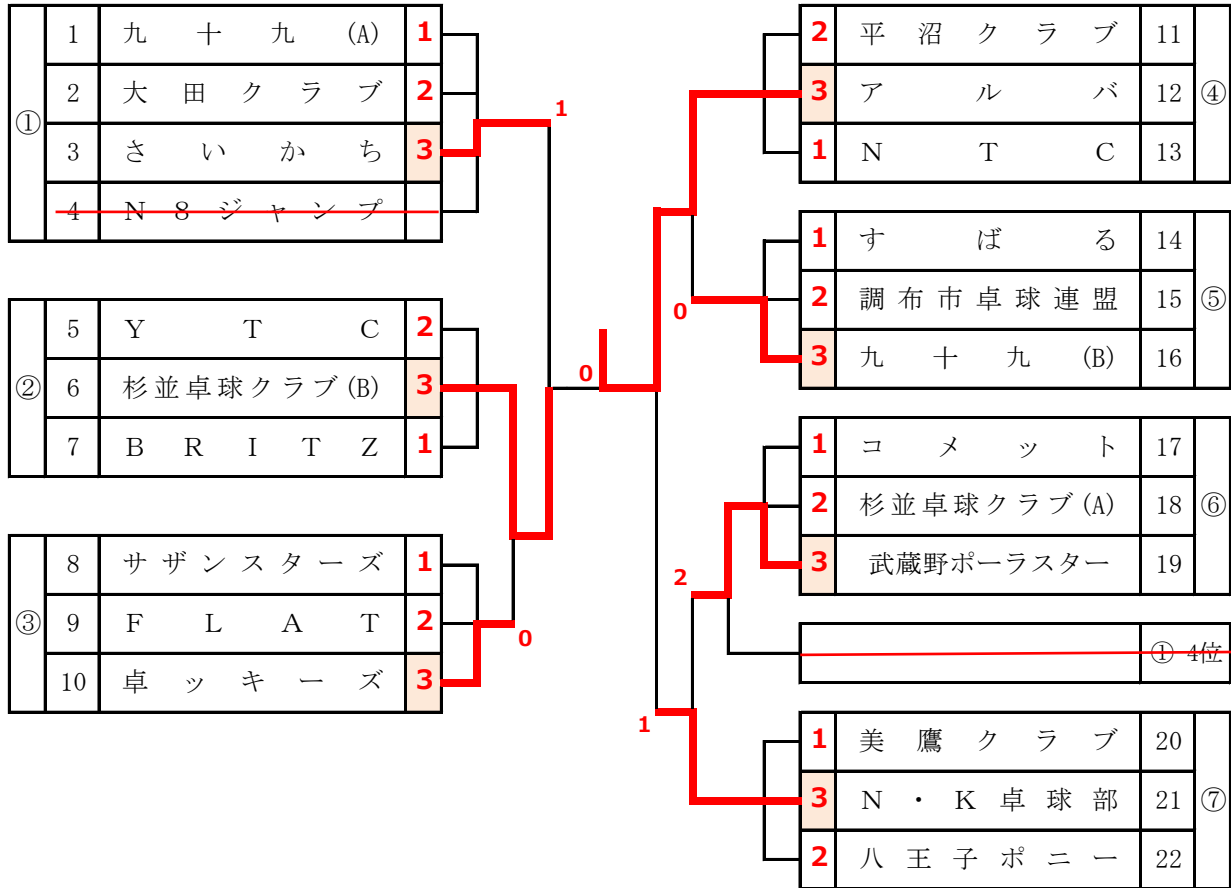 ①
1 九十九(A) 1
2 大田クラブ 2
3 さいかち 3
4 N8ジャンプ
1
②
5 YTC 2
6 杉並卓球クラブ(B) 3
7 BRITZ 1
③
8 サザンスターズ 1
9 FLAT 2
10 卓ッキーズ 3
0
0
2 平沼クラブ 11
3 アルバ 12
1 NTC 13
④
1 すばる 14
2 調布市卓球連盟 15
3 九十九(B) 16
⑤
0
1 コメット 17
2 杉並卓球クラブ(A) 18
3 武蔵野ポーラスター 19
⑥
2
① 4位
1
1 美鷹クラブ 20
3 N・K卓球部 21
2 八王子ポニー 22
⑦